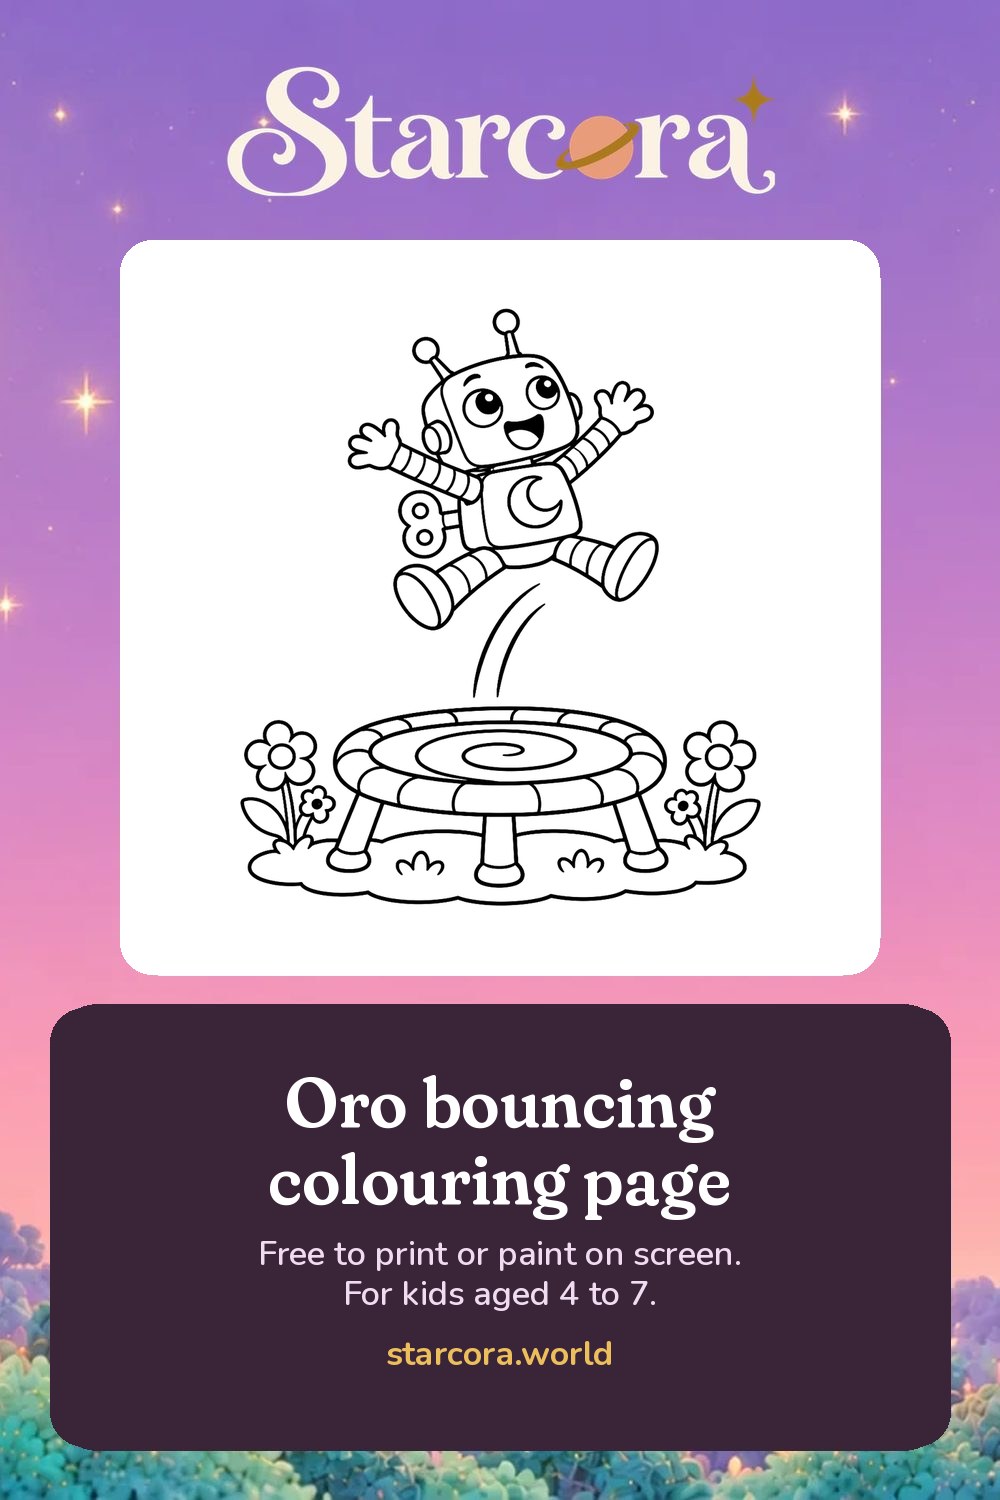 Starcora
Oro bouncing
colouring page
Free to print or paint on screen.
For kids aged 4 to 7.
starcora.world